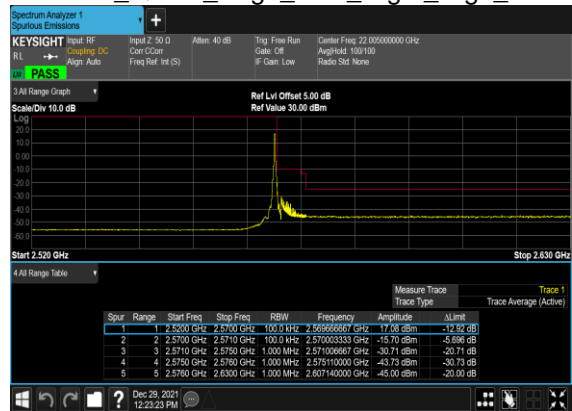 Spectrum Analyzer 1
Spurious Emissions
+
KEYSIGHT Input: RF Input Z: 50 Ω Atten: 40 dB Trig: Free Run Center Freq: 22.005000000 GHz
RL Coupling: DC Corr CCorr Gate: Off Avg|Hold: 100/100
Align: Auto Freq Ref: Int (S) IF Gain: Low Radio Std: None
LW PASS
3 All Range Graph
Ref Lvl Offset 5.00 dB
Scale/Div 10.0 dB Ref Value 30.00 dBm
Log
20.0
10.0
0.00
-10.0
-20.0
-30.0
-40.0
-50.0
-60.0
Start 2.520 GHz Stop 2.630 GHz
4 All Range Table
Measure Trace Trace 1
Trace Type Trace Average (Active)
Spur Range Start Freq Stop Freq RBW Frequency Amplitude ΔLimit
1 1 2.5200 GHz 2.5700 GHz 100.0 kHz 2.569666667 GHz 17.08 dBm -12.92 dB
2 2 2.5700 GHz 2.5710 GHz 100.0 kHz 2.570003333 GHz -15.70 dBm -5.696 dB
3 3 2.5710 GHz 2.5750 GHz 1.000 MHz 2.571006667 GHz -30.71 dBm -20.71 dB
4 4 2.5750 GHz 2.5760 GHz 1.000 MHz 2.575110000 GHz -43.73 dBm -30.73 dB
5 5 2.5760 GHz 2.6300 GHz 1.000 MHz 2.607140000 GHz -45.00 dBm -20.00 dB
? Dec 29, 2021
12:23:23 PM